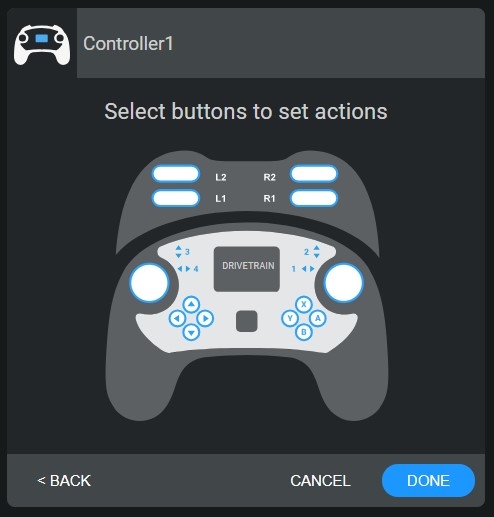 Controller1
Select buttons to set actions
L2 R2
L1 R1
3 2
4 DRIVETRAIN 1
X
Y A
B
< BACK CANCEL DONE